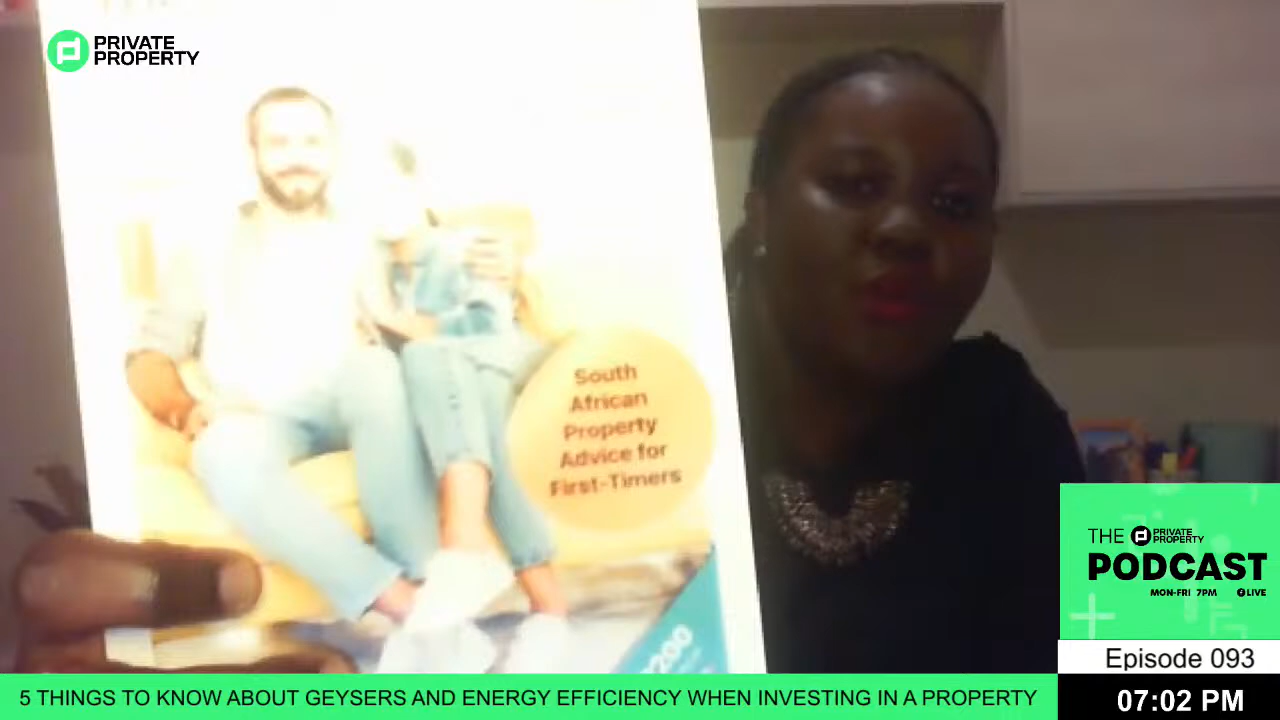 PRIVATE
PROPERTY
South
African
Property
Advice for
First-Timers
THE PRIVATE PROPERTY
PODCAST
MON-FRI 7PM LIVE
Episode 093
5 THINGS TO KNOW ABOUT GEYSERS AND ENERGY EFFICIENCY WHEN INVESTING IN A PROPERTY
07:02 PM